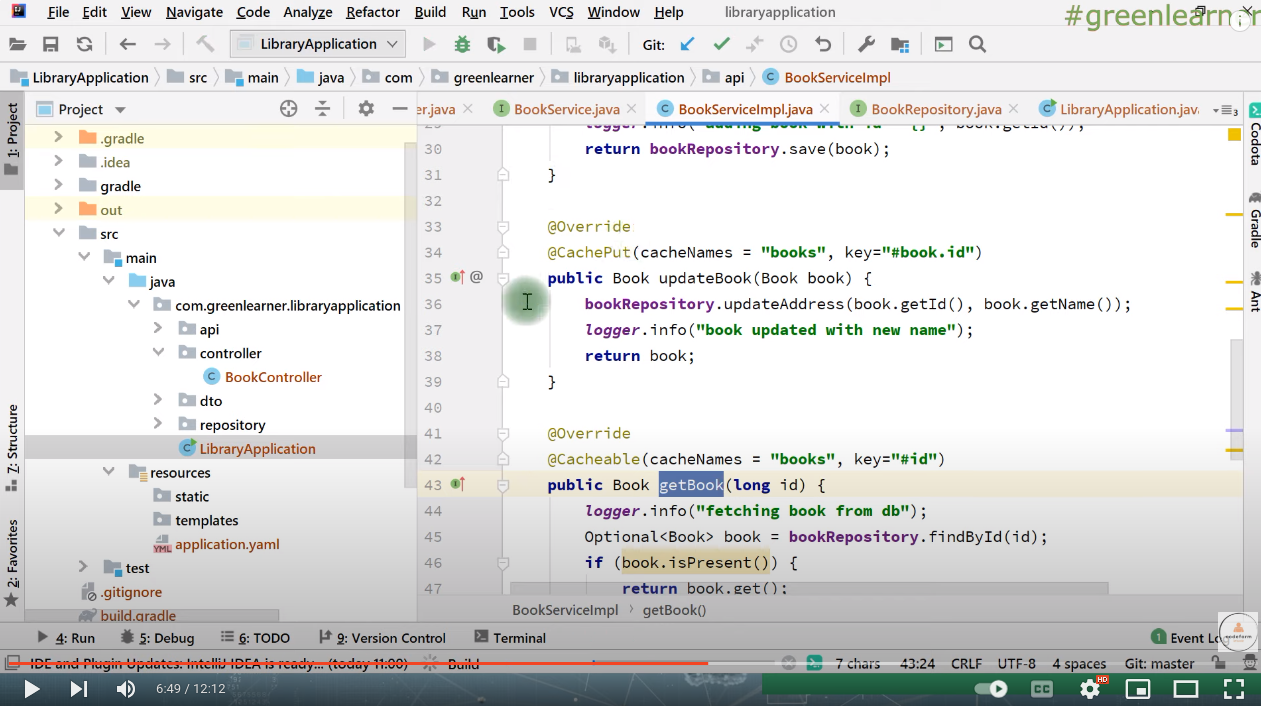 File Edit View Navigate Code Analyze Refactor Build Run Tools VCS Window Help libraryapplication
#greenlearner
LibraryApplication Git:
LibraryApplication src main java com greenlearner libraryapplication api BookServiceImpl
Project er.java BookService.java BookServiceImpl.java BookRepository.java LibraryApplication.java
1: Project
7: Structure
2: Favorites
.gradle
.idea
gradle
out
src
main
java
com.greenlearner.libraryapplication
api
controller
BookController
dto
repository
LibraryApplication
resources
static
templates
application.yaml
test
.gitignore
build.gradle
29 logger.info("adding book with id - {}", book.getId());
30 return bookRepository.save(book);
31 }
32
33 @Override
34 @CachePut(cacheNames = "books", key="#book.id")
35 public Book updateBook(Book book) {
36 bookRepository.updateAddress(book.getId(), book.getName());
37 logger.info("book updated with new name");
38 return book;
39 }
40
41 @Override
42 @Cacheable(cacheNames = "books", key="#id")
43 public Book getBook(long id) {
44 logger.info("fetching book from db");
45 Optional<Book> book = bookRepository.findById(id);
46 if (book.isPresent()) {
47 return book.get();
BookServiceImpl getBook()
Codota
Gradle
Ant
4: Run 5: Debug 6: TODO 9: Version Control Terminal 1 Event Log
IDE and Plugin Updates: IntelliJ IDEA is ready... (today 11:00) Build 7 chars 43:24 CRLF UTF-8 4 spaces Git: master
6:49 / 12:12 CC HD